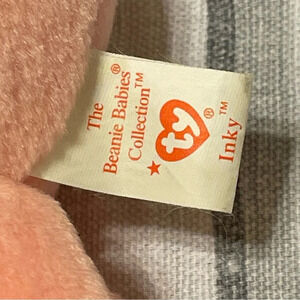 The
Beanie Babies®
Collection™
ty®
Inky™